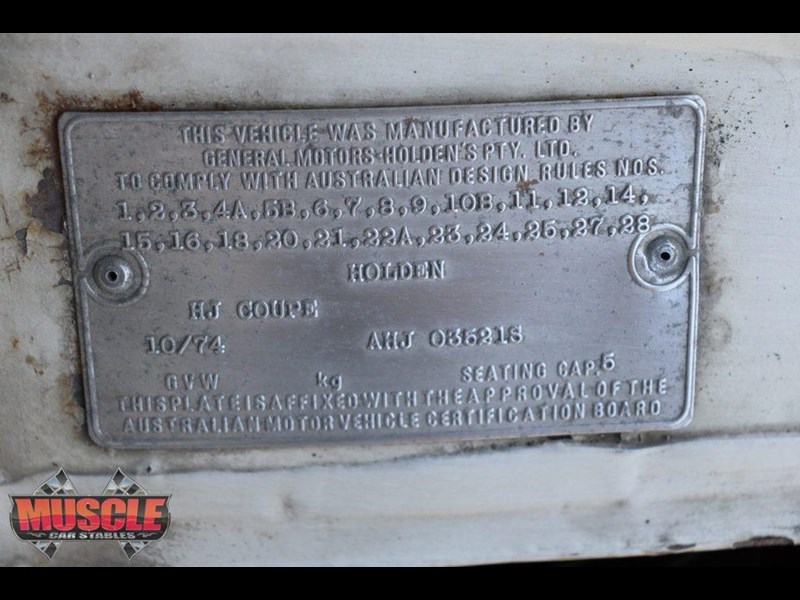 THIS VEHICLE WAS MANUFACTURED BY
GENERAL MOTORS-HOLDEN'S PTY. LTD.
TO COMPLY WITH AUSTRALIAN DESIGN RULES NOS.
1,2,3,4A,5B,6,7,8,9,10B,11,12,14,
15,16,18,20,21,22A,23,24,25,27,28
HOLDEN
HJ COUPE
10/74 AHJ 03521S
GVW kg SEATING CAP. 5
THIS PLATE IS AFFIXED WITH THE APPROVAL OF THE
AUSTRALIAN MOTOR VEHICLE CERTIFICATION BOARD
MUSCLE
CAR STABLES